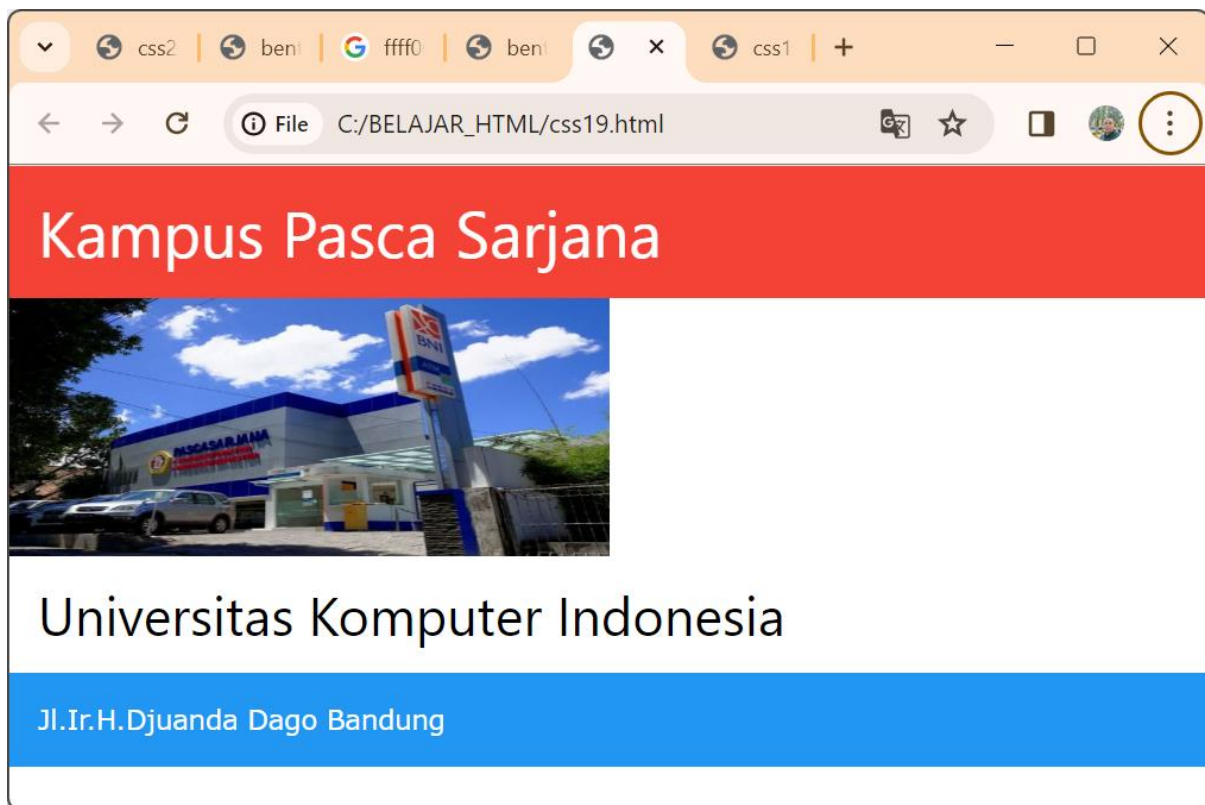 css2 ben ffff0 ben css1
File C:/BELAJAR_HTML/css19.html
Kampus Pasca Sarjana
BNI
PASCASARJANA
Universitas Komputer Indonesia
Jl.Ir.H.Djuanda Dago Bandung